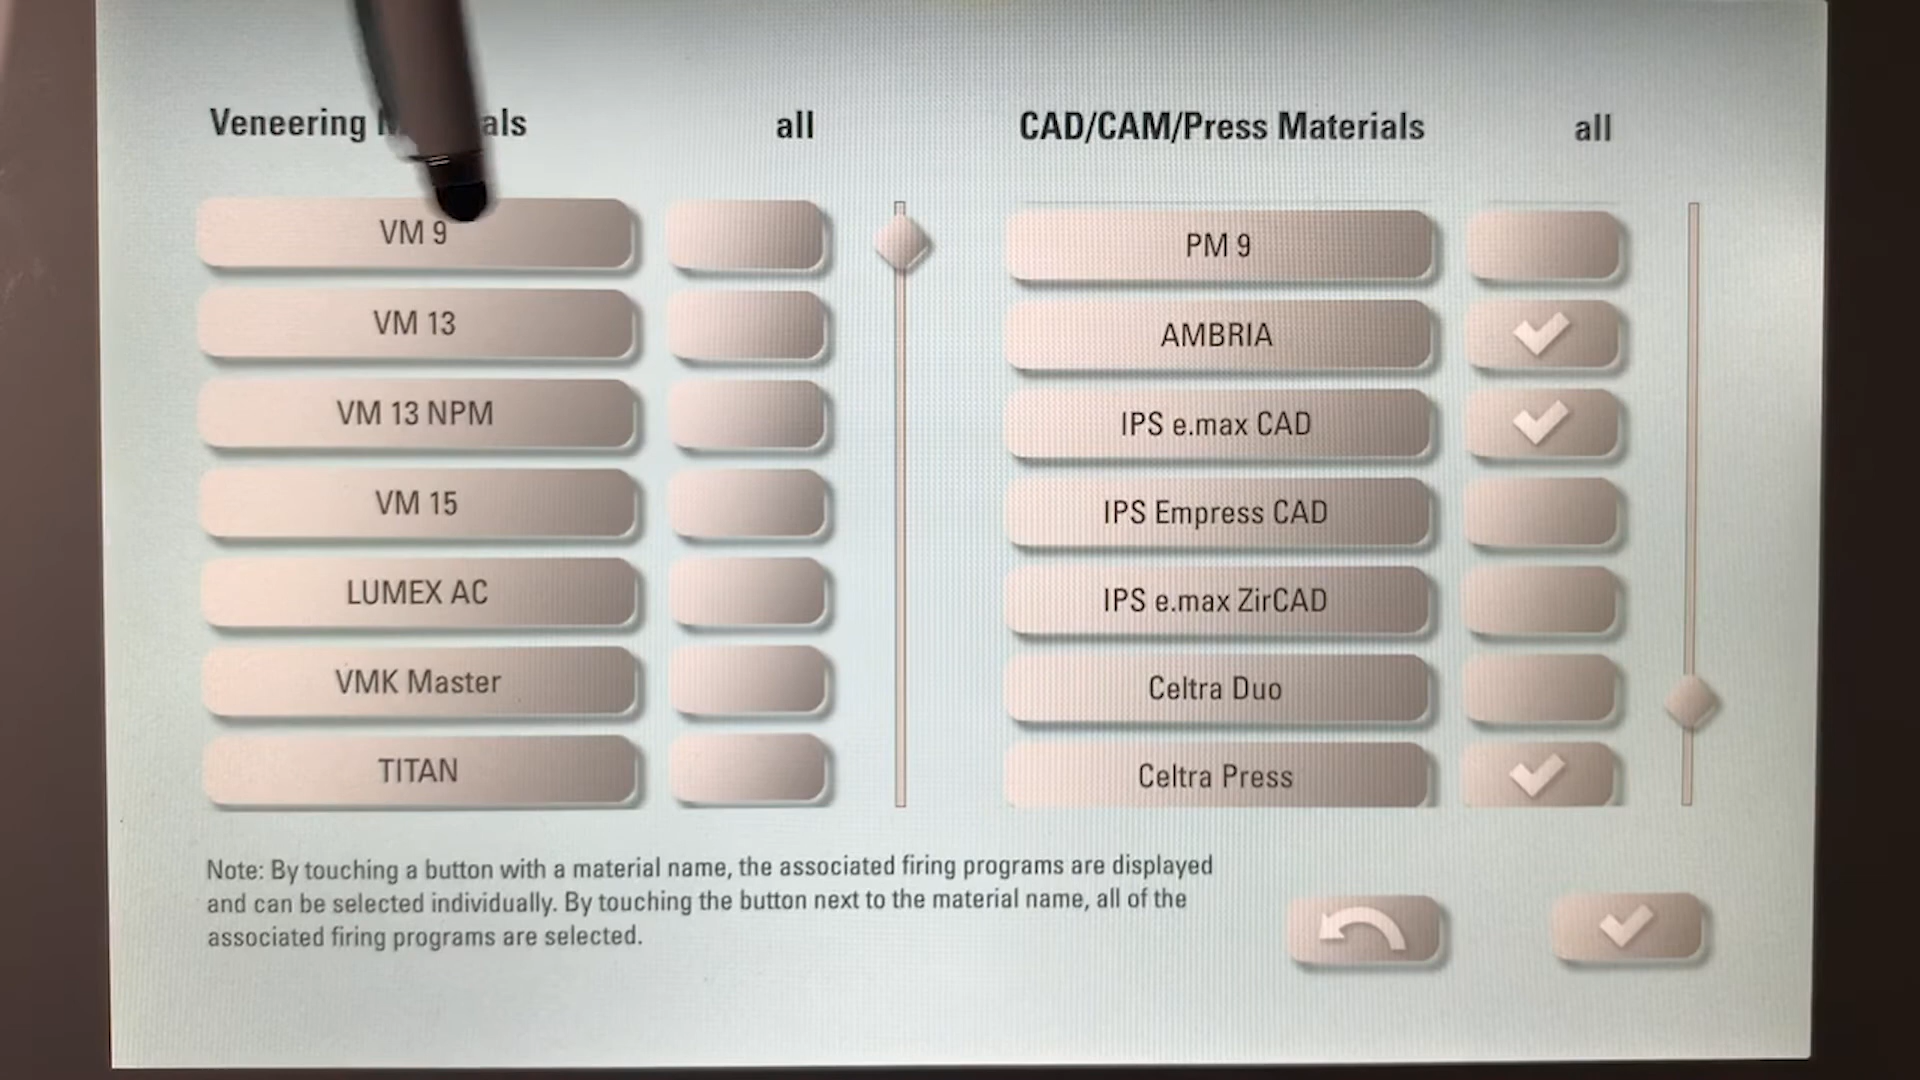 Veenering als all
CAD/CAM/Press Materials all
VM 9
VM 13
VM 13 NPM
VM 15
LUMEX AC
VMK Master
TITAN
PM 9
AMBRIA
IPS e.max CAD
IPS Empress CAD
IPS e.max ZirCAD
Celtra Duo
Celtra Press
Note: By touching a button with a material name, the associated firing programs are displayed
and can be selected individually. By touching the button next to the material name, all of the
associated firing programs are selected.